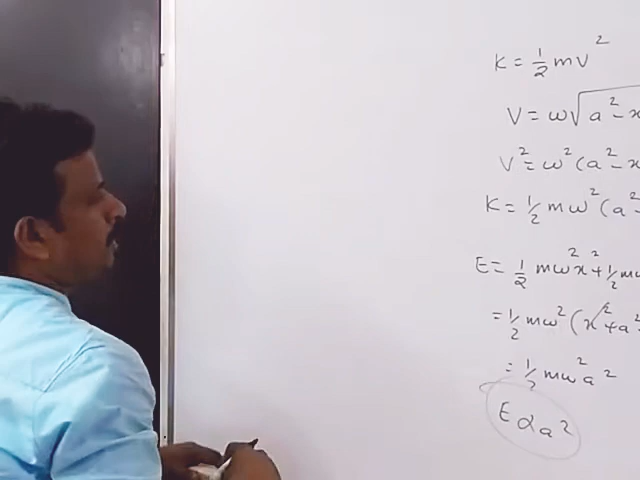 K = ½ mv²
V = ω√a² - x
V² = ω² (a² - x
K = ½ mω² (a² -
E = ½ mω²x² + ½ mω
= ½ mω² (x² + a² -
= ½ mω²a²
E α a²